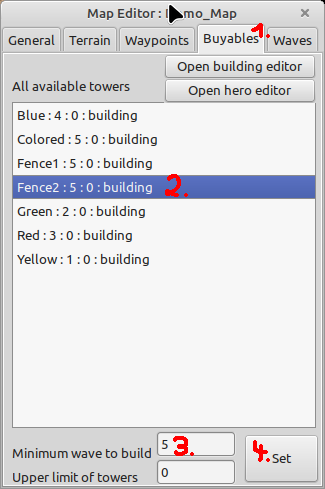 Map Editor : Demo_Map
General Terrain Waypoints Buyables 1. Waves
Open building editor
All available towers
Open hero editor
Blue : 4 : 0 : building
Colored : 5 : 0 : building
Fence1 : 5 : 0 : building
Fence2 : 5 : 0 : building 2.
Green : 2 : 0 : building
Red : 3 : 0 : building
Yellow : 1 : 0 : building
Minimum wave to build 5 3.
4. Set
Upper limit of towers 0